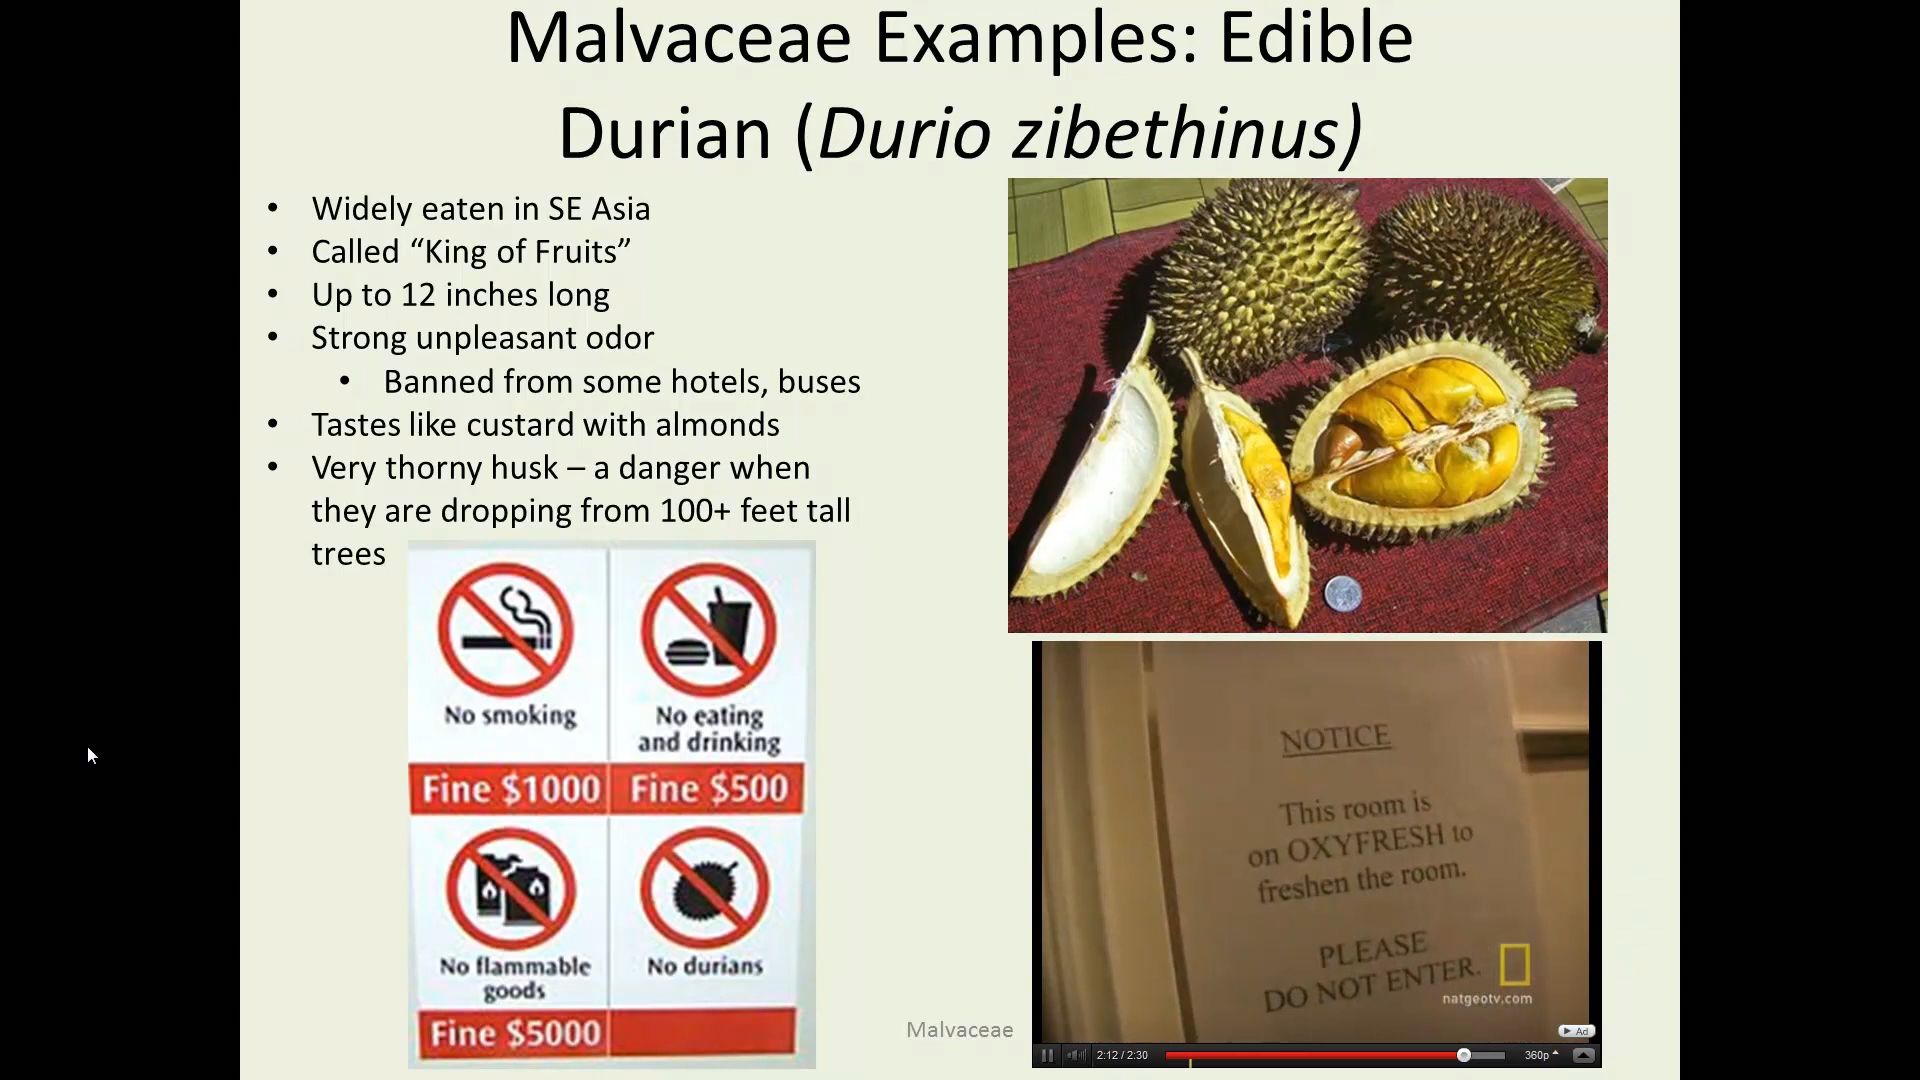 Malvaceae Examples: Edible
Durian (Durio zibethinus)
• Widely eaten in SE Asia
• Called “King of Fruits”
• Up to 12 inches long
• Strong unpleasant odor
• Banned from some hotels, buses
• Tastes like custard with almonds
• Very thorny husk – a danger when
they are dropping from 100+ feet tall
trees
No smoking
No eating
and drinking
Fine $1000
Fine $500
No flammable
goods
No durians
Fine $5000
Malvaceae
NOTICE
This room is
on OXYFRESH to
freshen the room.
PLEASE
DO NOT ENTER.
natgeotv.com
Ad
2:12 / 2:30
360p